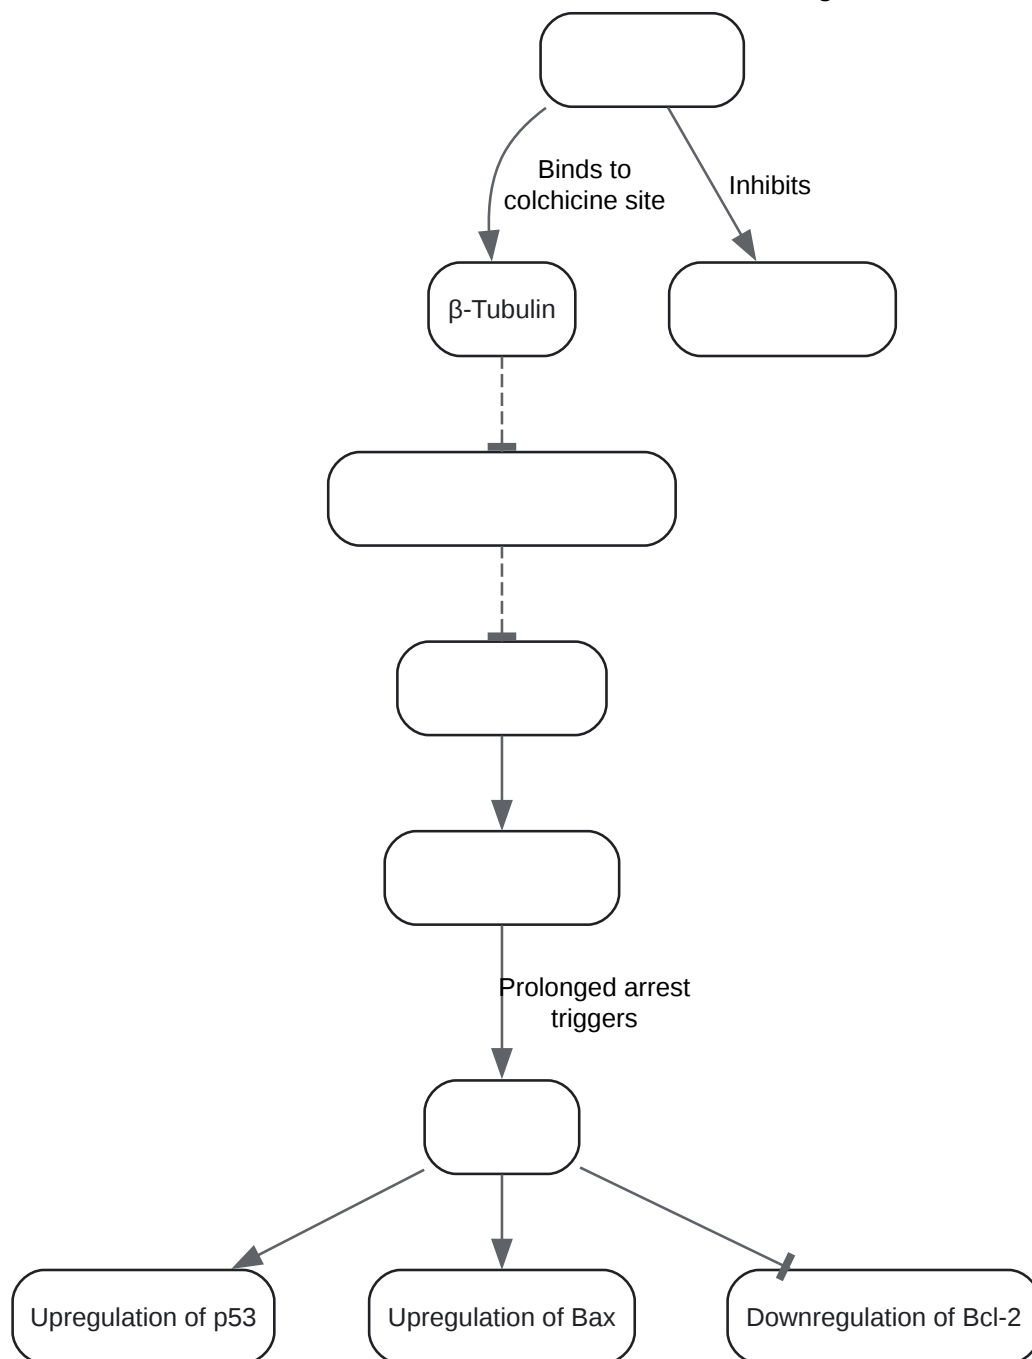 Binds to
colchicine site
Inhibits
β-Tubulin
Prolonged arrest
triggers
Upregulation of p53
Upregulation of Bax
Downregulation of Bcl-2